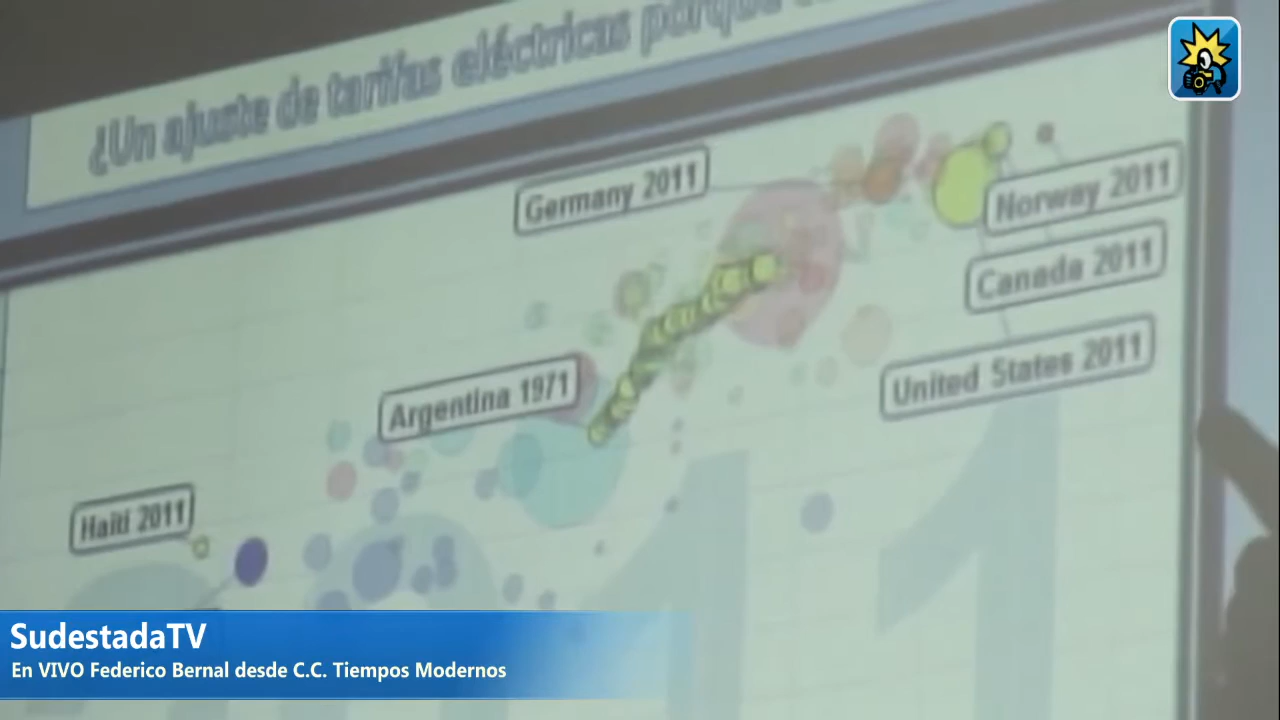 ¿Un ajuste de tarifas eléctricas porque
Germany 2011
Norway 2011
Canada 2011
United States 2011
Argentina 1971
Haiti 2011
2011
SudestadaTV
En VIVO Federico Bernal desde C.C. Tiempos Modernos